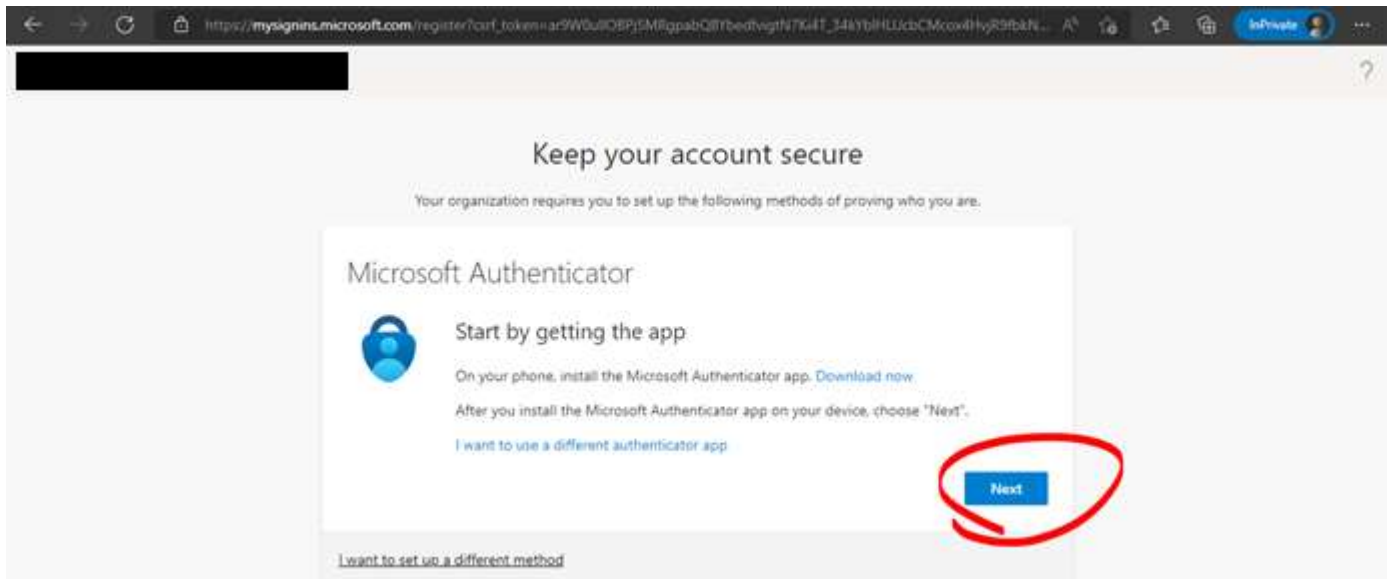 https://mysignins.microsoft.com/register?csrf_token=
InPrivate
?
Keep your account secure
Your organization requires you to set up the following methods of proving who you are.
Microsoft Authenticator
Start by getting the app
On your phone, install the Microsoft Authenticator app. Download now
After you install the Microsoft Authenticator app on your device, choose "Next".
I want to use a different authenticator app
Next
I want to set up a different method